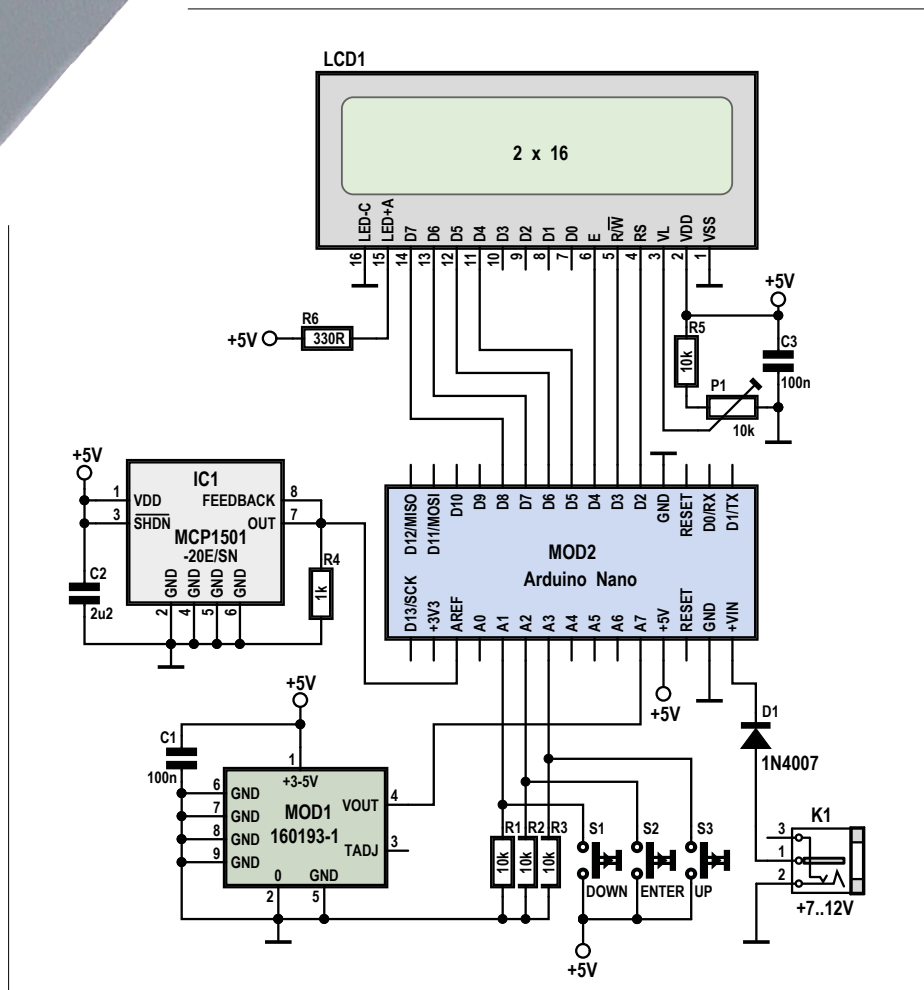 LCD1
2 x 16
LED-C LED+A D7 D6 D5 D4 D3 D2 D1 D0 E R/W RS VL VDD VSS
16 15 14 13 12 11 10 9 8 7 6 5 4 3 2 1
+5V
R6
+5V
330R
R5
10k
C3
100n
P1
10k
+5V
IC1
1 VDD FEEDBACK 8
3 SHDN OUT 7
MCP1501
-20E/SN
GND GND GND GND
2 4 5 6
C2
2u2
R4
1k
D12/MISO D11/MOSI D10 D9 D8 D7 D6 D5 D4 D3 D2 GND RESET D0/RX D1/TX
MOD2
Arduino Nano
D13/SCK +3V3 AREF A0 A1 A2 A3 A4 A5 A6 A7 +5V RESET GND +VIN
+5V
+5V
D1
1N4007
C1
100n
1
+3-5V
6 GND
7 GND
8 GND
9 GND
MOD1
160193-1
VOUT 4
TADJ 3
0 GND
2 5
R1 R2 R3
10k 10k 10k
S1 S2 S3
DOWN ENTER UP
+5V
K1
3
1
2
+7..12V